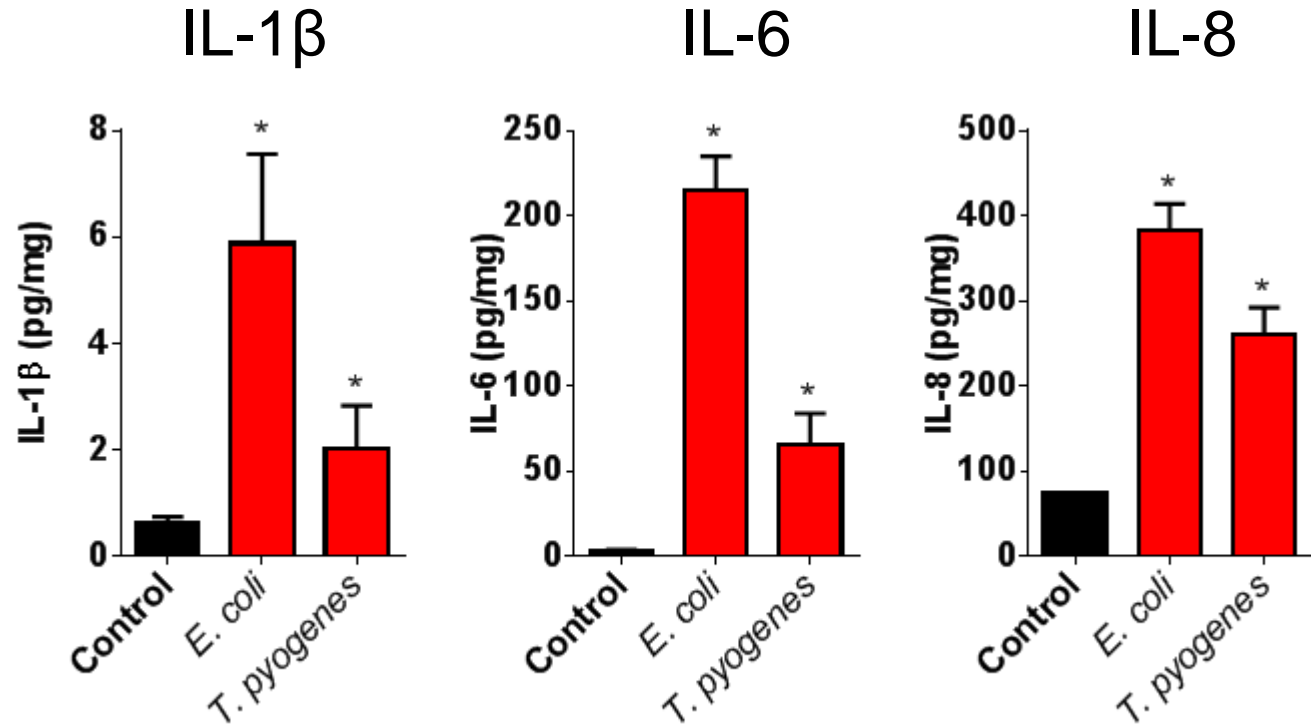 IL-1β
IL-6
IL-8
IL-1β (pg/mg)
8
6
4
2
0
*
*
Control
E. coli
T. pyogenes
IL-6 (pg/mg)
250
200
150
100
50
0
*
*
Control
E. coli
T. pyogenes
IL-8 (pg/mg)
500
400
300
200
100
0
*
*
Control
E. coli
T. pyogenes